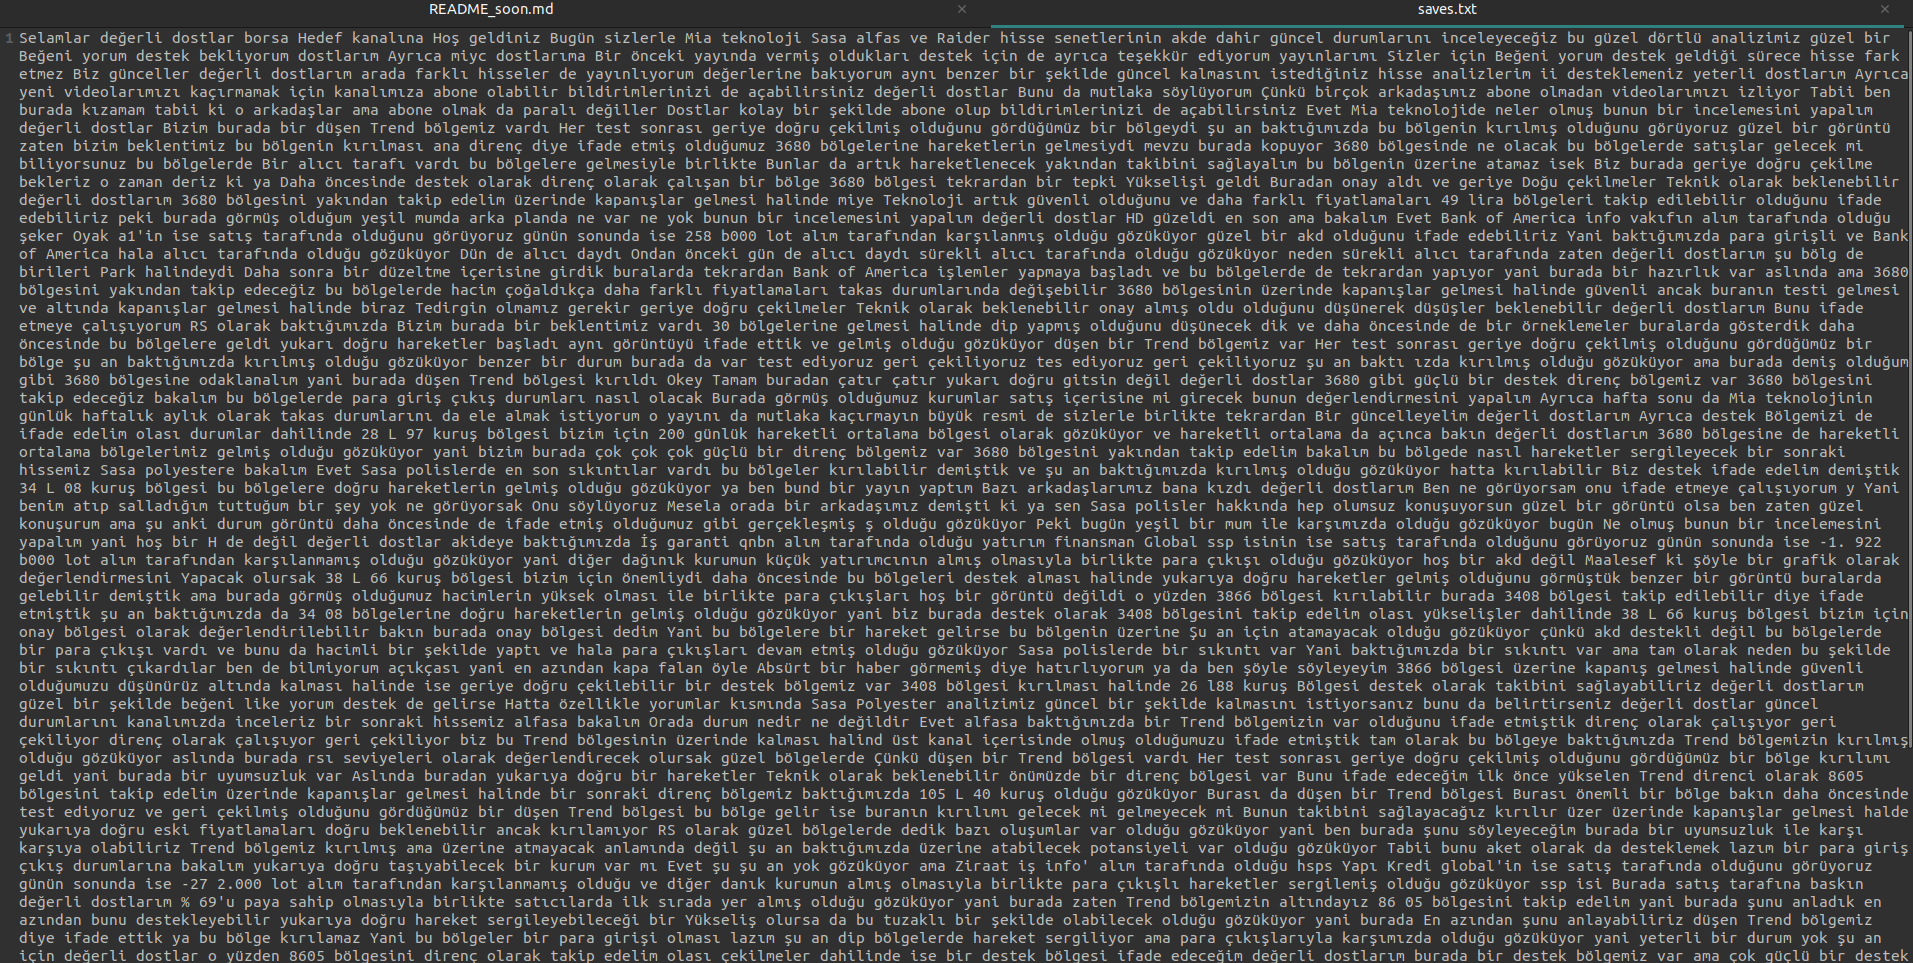 README_soon.md
saves.txt
1 Selamlar değerli dostlar borsa Hedef kanalına Hoş geldiniz Bugün sizlerle Mia teknoloji Sasa alfas ve Raider hisse senetlerinin akde dahir güncel durumlarını inceleyeceğiz bu güzel dörtlü analizimiz güzel bir
Beğeni yorum destek bekliyorum dostlarım Ayrıca miyc dostlarıma Bir önceki yayında vermiş oldukları destek için de ayrıca teşekkür ediyorum yayınlarımı Sizler için Beğeni yorum destek geldiği sürece hisse fark
etmez Biz günceller değerli dostlarım arada farklı hisseler de yayınlıyorum değerlerine bakıyorum aynı benzer bir şekilde güncel kalmasını istediğiniz hisse analizlerim ii desteklemeniz yeterli dostlarım Ayrıca
yeni videolarımızı kaçırmamak için kanalımıza abone olabilir bildirimlerinizi de açabilirsiniz değerli dostlar Bunu da mutlaka söylüyorum Çünkü birçok arkadaşımız abone olmadan videolarımızı izliyor Tabii ben
burada kızamam tabii ki o arkadaşlar ama abone olmak da paralı değiller Dostlar kolay bir şekilde abone olup bildirimlerinizi de açabilirsiniz Evet Mia teknolojide neler olmuş bunun bir incelemesini yapalım
değerli dostlar Bizim burada bir düşen Trend bölgemiz vardı Her test sonrası geriye doğru çekilmiş olduğunu gördüğümüz bir bölgeydi şu an baktığımızda bu bölgenin kırılmış olduğunu görüyoruz güzel bir görüntü
zaten bizim beklentimiz bu bölgenin kırılması ana direnç diye ifade etmiş olduğumuz 3680 bölgelerine hareketlerin gelmesiydi mevzu burada kopuyor 3680 bölgesinde ne olacak bu bölgelerde satışlar gelecek mi
biliyorsunuz bu bölgelerde Bir alıcı tarafı vardı bu bölgelere gelmesiyle birlikte Bunlar da artık hareketlenecek yakından takibini sağlayalım bu bölgenin üzerine atamaz isek Biz burada geriye doğru çekilme
bekleriz o zaman deriz ki ya Daha öncesinde destek olarak direnç olarak çalışan bir bölge 3680 bölgesi tekrardan bir tepki Yükselişi geldi Buradan onay aldı ve geriye Doğu çekilmeler Teknik olarak beklenebilir
değerli dostlarım 3680 bölgesini yakından takip edelim üzerinde kapanışlar gelmesi halinde miye Teknoloji artık güvenli olduğunu ve daha farklı fiyatlamaları 49 lira bölgeleri takip edilebilir olduğunu ifade
edebiliriz peki burada görmüş olduğum yeşil mumda arka planda ne var ne yok bunun bir incelemesini yapalım değerli dostlar HD güzeldi en son ama bakalım Evet Bank of America info vakıfın alım tarafında olduğu
şeker Oyak a1'in ise satış tarafında olduğunu görüyoruz günün sonunda ise 258 b000 lot alım tarafından karşılanmış olduğu gözüküyor güzel bir akd olduğunu ifade edebiliriz Yani baktığımızda para girişli ve Bank
of America hala alıcı tarafında olduğu gözüküyor Dün de alıcı daydı Ondan önceki gün de alıcı daydı sürekli alıcı tarafında olduğu gözüküyor neden sürekli alıcı tarafında zaten değerli dostlarım şu bölg de
birileri Park halindeydi Daha sonra bir düzeltme içerisine girdik buralarda tekrardan Bank of America işlemler yapmaya başladı ve bu bölgelerde de tekrardan yapıyor yani burada bir hazırlık var aslında ama 3680
bölgesini yakından takip edeceğiz bu bölgelerde hacim çoğaldıkça daha farklı fiyatlamaları takas durumlarında değişebilir 3680 bölgesinin üzerinde kapanışlar gelmesi halinde güvenli ancak buranın testi gelmesi
ve altında kapanışlar gelmesi halinde biraz Tedirgin olmamız gerekir geriye doğru çekilmeler Teknik olarak beklenebilir onay almış oldu olduğunu düşünerek düşüşler beklenebilir değerli dostlarım Bunu ifade
etmeye çalışıyorum RS olarak baktığımızda Bizim burada bir beklentimiz vardı 30 bölgelerine gelmesi halinde dip yapmış olduğunu düşünecek dik ve daha öncesinde de bir örneklemeler buralarda gösterdik daha
öncesinde bu bölgelere geldi yukarı doğru hareketler başladı aynı görüntüyü ifade ettik ve gelmiş olduğu gözüküyor düşen bir Trend bölgemiz var Her test sonrası geriye doğru çekilmiş olduğunu gördüğümüz bir
bölge şu an baktığımızda kırılmış olduğu gözüküyor benzer bir durum burada da var test ediyoruz geri çekiliyoruz tes ediyoruz geri çekiliyoruz şu an baktı ızda kırılmış olduğu gözüküyor ama burada demiş olduğum
gibi 3680 bölgesine odaklanalım yani burada düşen Trend bölgesi kırıldı Okey Tamam buradan çatır çatır yukarı doğru gitsin değil değerli dostlar 3680 gibi güçlü bir destek direnç bölgemiz var 3680 bölgesini
takip edeceğiz bakalım bu bölgelerde para giriş çıkış durumları nasıl olacak Burada görmüş olduğumuz kurumlar satış içerisine mi girecek bunun değerlendirmesini yapalım Ayrıca hafta sonu da Mia teknolojinin
günlük haftalık aylık olarak takas durumlarını da ele almak istiyorum o yayını da mutlaka kaçırmayın büyük resmi de sizlerle birlikte tekrardan Bir güncelleyelim değerli dostlarım Ayrıca destek Bölgemizi de
ifade edelim olası durumlar dahilinde 28 L 97 kuruş bölgesi bizim için 200 günlük hareketli ortalama bölgesi olarak gözüküyor ve hareketli ortalama da açınca bakın değerli dostlarım 3680 bölgesine de hareketli
ortalama bölgelerimiz gelmiş olduğu gözüküyor yani bizim burada çok çok çok güçlü bir direnç bölgemiz var 3680 bölgesini yakından takip edelim bakalım bu bölgede nasıl hareketler sergileyecek bir sonraki
hissemiz Sasa polyestere bakalım Evet Sasa polislerde en son sıkıntılar vardı bu bölgeler kırılabilir demiştik ve şu an baktığımızda kırılmış olduğu gözüküyor hatta kırılabilir Biz destek ifade edelim demiştik
34 L 08 kuruş bölgesi bu bölgelere doğru hareketlerin gelmiş olduğu gözüküyor ya ben bund bir yayın yaptım Bazı arkadaşlarımız bana kızdı değerli dostlarım Ben ne görüyorsam onu ifade etmeye çalışıyorum y Yani
benim atıp salladığım tuttuğum bir şey yok ne görüyorsak Onu söylüyoruz Mesela orada bir arkadaşımız demişti ki ya sen Sasa polisler hakkında hep olumsuz konuşuyorsun güzel bir görüntü olsa ben zaten güzel
konuşurum ama şu anki durum görüntü daha öncesinde de ifade etmiş olduğumuz gibi gerçekleşmiş ş olduğu gözüküyor Peki bugün yeşil bir mum ile karşımızda olduğu gözüküyor bugün Ne olmuş bunun bir incelemesini
yapalım yani hoş bir H de değil değerli dostlar akideye baktığımızda İş garanti qnbn alım tarafında olduğu yatırım finansman Global ssp isinin ise satış tarafında olduğunu görüyoruz günün sonunda ise -1. 922
b000 lot alım tarafından karşılanmamış olduğu gözüküyor yani diğer dağınık kurumun küçük yatırımcının almış olmasıyla birlikte para çıkışı olduğu gözüküyor hoş bir akd değil Maalesef ki şöyle bir grafik olarak
değerlendirmesini Yapacak olursak 38 L 66 kuruş bölgesi bizim için önemliydi daha öncesinde bu bölgeleri destek alması halinde yukarıya doğru hareketler gelmiş olduğunu görmüştük benzer bir görüntü buralarda
gelebilir demiştik ama burada görmüş olduğumuz hacimlerin yüksek olması ile birlikte para çıkışları hoş bir görüntü değildi o yüzden 3866 bölgesi kırılabilir burada 3408 bölgesi takip edilebilir diye ifade
etmiştik şu an baktığımızda da 34 08 bölgelerine doğru hareketlerin gelmiş olduğu gözüküyor yani biz burada destek olarak 3408 bölgesini takip edelim olası yükselişler dahilinde 38 L 66 kuruş bölgesi bizim için
onay bölgesi olarak değerlendirilebilir bakın burada onay bölgesi dedim Yani bu bölgelere bir hareket gelirse bu bölgenin üzerine Şu an için atamayacak olduğu gözüküyor çünkü akd destekli değil bu bölgelerde
bir para çıkışı vardı ve bunu da hacimli bir şekilde yaptı ve hala para çıkışları devam etmiş olduğu gözüküyor Sasa polislerde bir sıkıntı var Yani baktığımızda bir sıkıntı var ama tam olarak neden bu şekilde
bir sıkıntı çıkardılar ben de bilmiyorum açıkçası yani en azından kapa falan öyle Absürt bir haber görmemiş diye hatırlıyorum ya da ben şöyle söyleyeyim 3866 bölgesi üzerine kapanış gelmesi halinde güvenli
olduğumuzu düşünürüz altında kalması halinde ise geriye doğru çekilebilir bir destek bölgemiz var 3408 bölgesi kırılması halinde 26 l88 kuruş Bölgesi destek olarak takibini sağlayabiliriz değerli dostlarım
güzel bir şekilde beğeni like yorum destek de gelirse Hatta özellikle yorumlar kısmında Sasa Polyester analizimiz güncel bir şekilde kalmasını istiyorsanız bunu da belirtirseniz değerli dostlar güncel
durumlarını kanalımızda inceleriz bir sonraki hissemiz alfasa bakalım Orada durum nedir ne değildir Evet alfasa baktığımızda bir Trend bölgemizin var olduğunu ifade etmiştik direnç olarak çalışıyor geri
çekiliyor direnç olarak çalışıyor geri çekiliyor biz bu Trend bölgesinin üzerinde kalması halind üst kanal içerisinde olmuş olduğumuzu ifade etmiştik tam olarak bu bölgeye baktığımızda Trend bölgemizin kırılmış
olduğu gözüküyor aslında burada rsı seviyeleri olarak değerlendirecek olursak güzel bölgelerde Çünkü düşen bir Trend bölgesi vardı Her test sonrası geriye doğru çekilmiş olduğunu gördüğümüz bir bölge kırılımı
geldi yani burada bir uyumsuzluk var Aslında buradan yukarıya doğru bir hareketler Teknik olarak beklenebilir önümüzde bir direnç bölgesi var Bunu ifade edeceğim ilk önce yükselen Trend direnci olarak 8605
bölgesini takip edelim üzerinde kapanışlar gelmesi halinde bir sonraki direnç bölgemiz baktığımızda 105 L 40 kuruş olduğu gözüküyor Burası da düşen bir Trend Bölgesi Burası önemli bir bölge bakın daha öncesinde
test ediyoruz ve geri çekilmiş olduğunu gördüğümüz bir düşen Trend bölgesi bu bölge gelir ise buranın kırılımı gelecek mi gelmeyecek mi Bunun takibini sağlayacağız kırılır üzer üzerinde kapanışlar gelmesi halde
yukarıya doğru eski fiyatlamaları doğru beklenebilir ancak kırılamıyor RS olarak güzel bölgelerde dedik bazı oluşumlar var olduğu gözüküyor yani ben burada şunu söyleyeceğim burada bir uyumsuzluk ile karşı
karşıya olabiliriz Trend bölgemiz kırılmış ama üzerine atmayacak anlamında değil şu an baktığımızda üzerine atabilecek potansiyeli var olduğu gözüküyor Tabii bunu aket olarak da desteklemek lazım bir para giriş
çıkış durumlarına bakalım yukarıya doğru taşıyabilecek bir kurum var mı Evet şu şu an yok gözüküyor ama Ziraat iş info' alım tarafında olduğu hsps Yapı Kredi global'in ise satış tarafında olduğunu görüyoruz
günün sonunda ise -27 2.000 lot alım tarafından karşılanmamış olduğu ve diğer danık kurumun almış olmasıyla birlikte para çıkışlı hareketler sergilemiş olduğu gözüküyor ssp isi Burada satış tarafına baskın
değerli dostlarım % 69'u paya sahip olmasıyla birlikte satıcılarda ilk sırada yer almış olduğu gözüküyor yani burada zaten Trend bölgemizin altındayız 86 05 bölgesini takip edelim yani burada şunu anladık en
azından bunu destekleyebilir yukarıya doğru hareket sergileyebileceği bir Yükseliş olursa da bu tuzaklı bir şekilde olabilecek olduğu gözüküyor yani burada En azından şunu anlayabiliriz düşen Trend bölgemiz
diye ifade ettik ya bu bölge kırılamaz Yani bu bölgeler bir para girişi olması lazım şu an dip bölgelerde hareket sergiliyor ama para çıkışlarıyla karşımızda olduğu gözüküyor yani yeterli bir durum yok şu an
için değerli dostlar o yüzden 8605 bölgesini direnç olarak takip edelim olası çekilmeler dahilinde ise bir destek bölgesi ifade edeceğim değerli dostlarım burada bir destek bölgemiz var ama çok güçlü bir destek